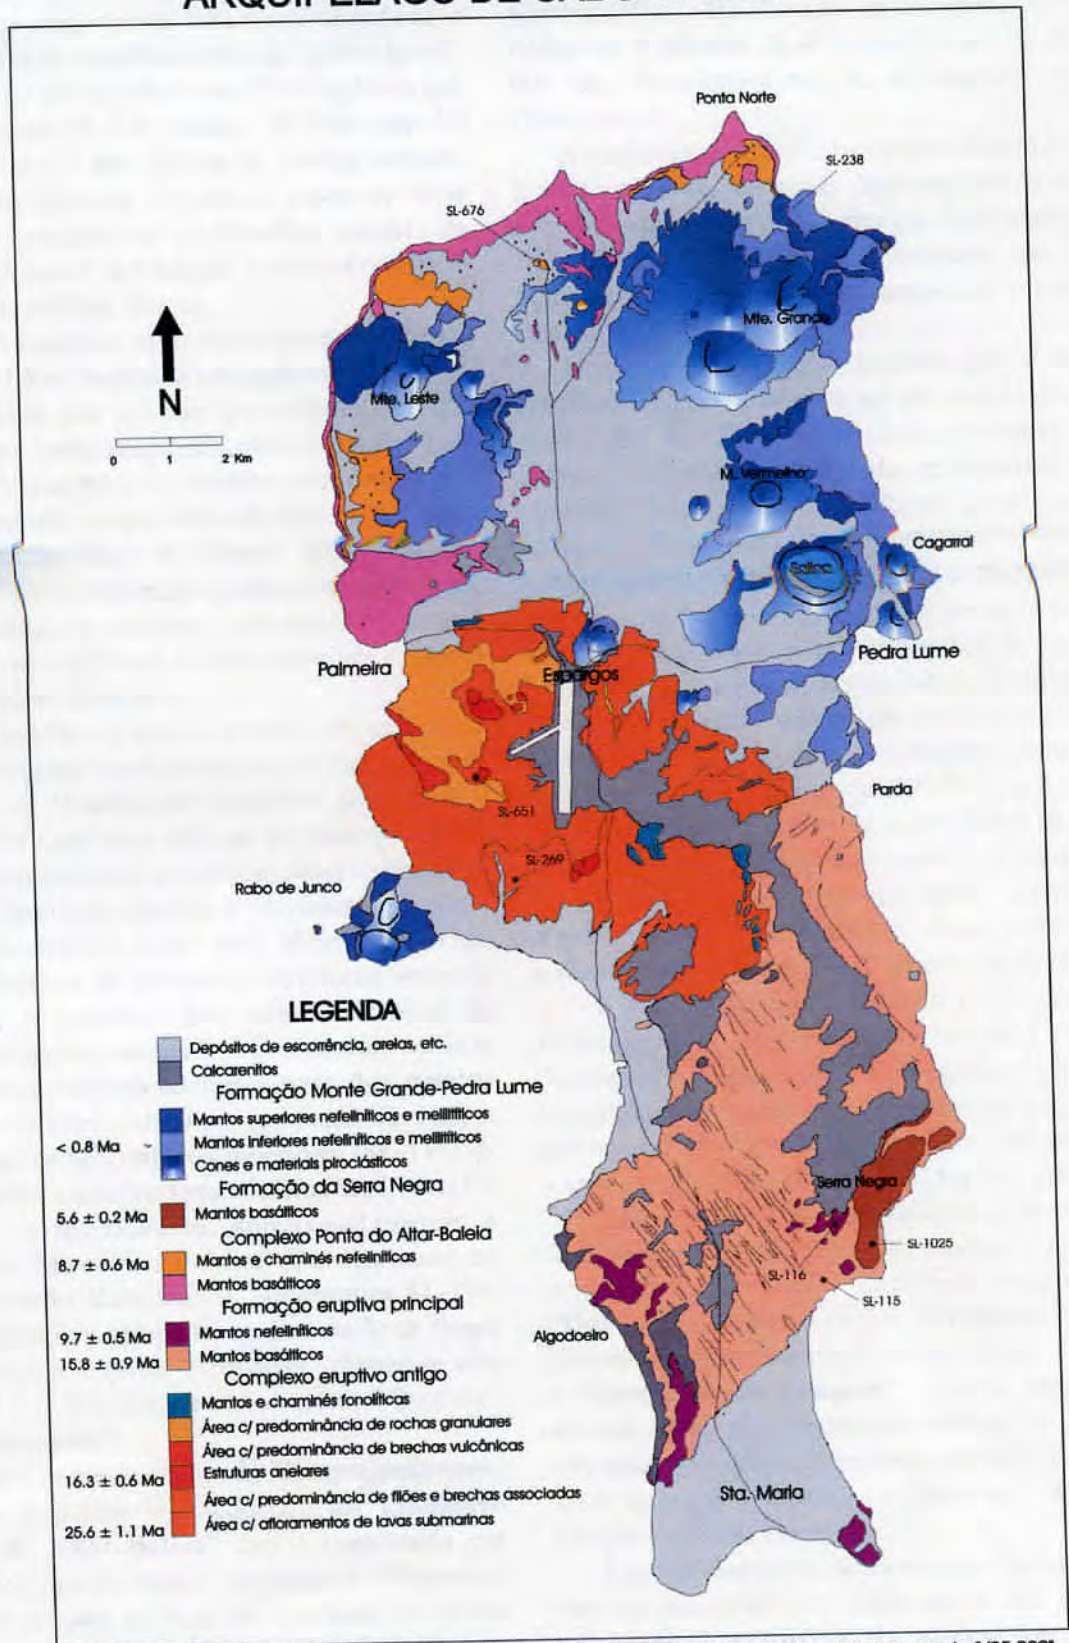 Ponta Norte
SL-238
SL-676
Mte. Grande
N
Mte. Leste
0 1 2 Km
M. Vermelho
Cagarral
Salina
Palmeira
Espargos
Pedra Lume
Parda
SL-651
SL-269
Rabo de Junco
LEGENDA
Depósitos de escorrência, areias, etc.
Calcarenitos
Formação Monte Grande-Pedra Lume
Mantos superiores nefeliníticos e melilitíticos
< 0.8 Ma ~ Mantos inferiores nefeliníticos e melilitíticos
Cones e materiais piroclásticos
Formação da Serra Negra
5.6 ± 0.2 Ma Mantos basálticos
Complexo Ponta do Altar-Baleia
8.7 ± 0.6 Ma Mantos e chaminés nefeliníticas
Mantos basálticos
Formação eruptiva principal
9.7 ± 0.5 Ma Mantos nefeliníticos
15.8 ± 0.9 Ma Mantos basálticos
Complexo eruptivo antigo
Mantos e chaminés fonolíticas
Área c/ predominância de rochas granulares
Área c/ predominância de brechas vulcânicas
16.3 ± 0.6 Ma Estruturas anelares
Área c/ predominância de filões e brechas associadas
25.6 ± 1.1 Ma Área c/ afloramentos de lavas submarinas
Serra Negra
SL-1025
SL-116
SL-115
Algodoeiro
Sta. Maria